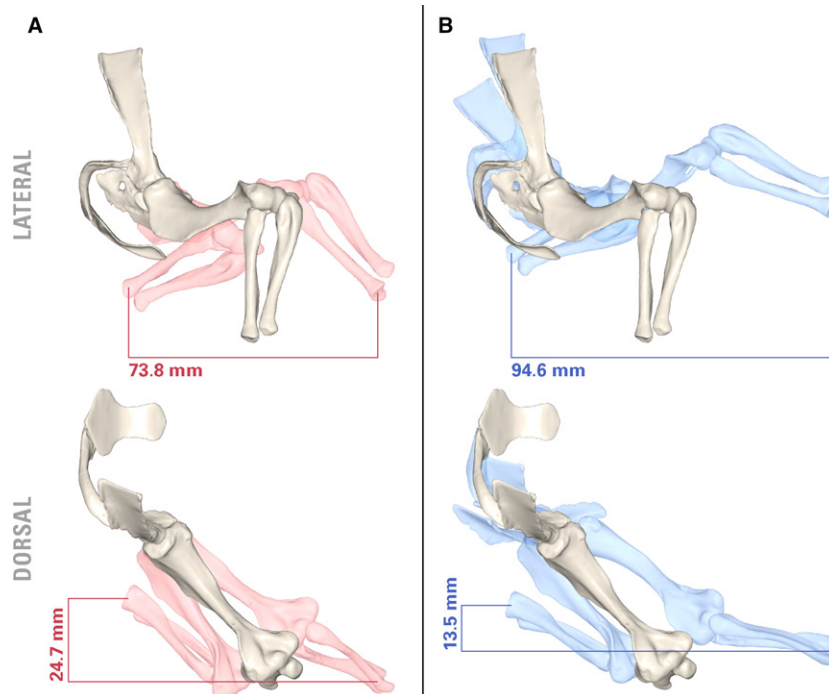 A
B
LATERAL
73.8 mm
94.6 mm
DORSAL
24.7 mm
13.5 mm